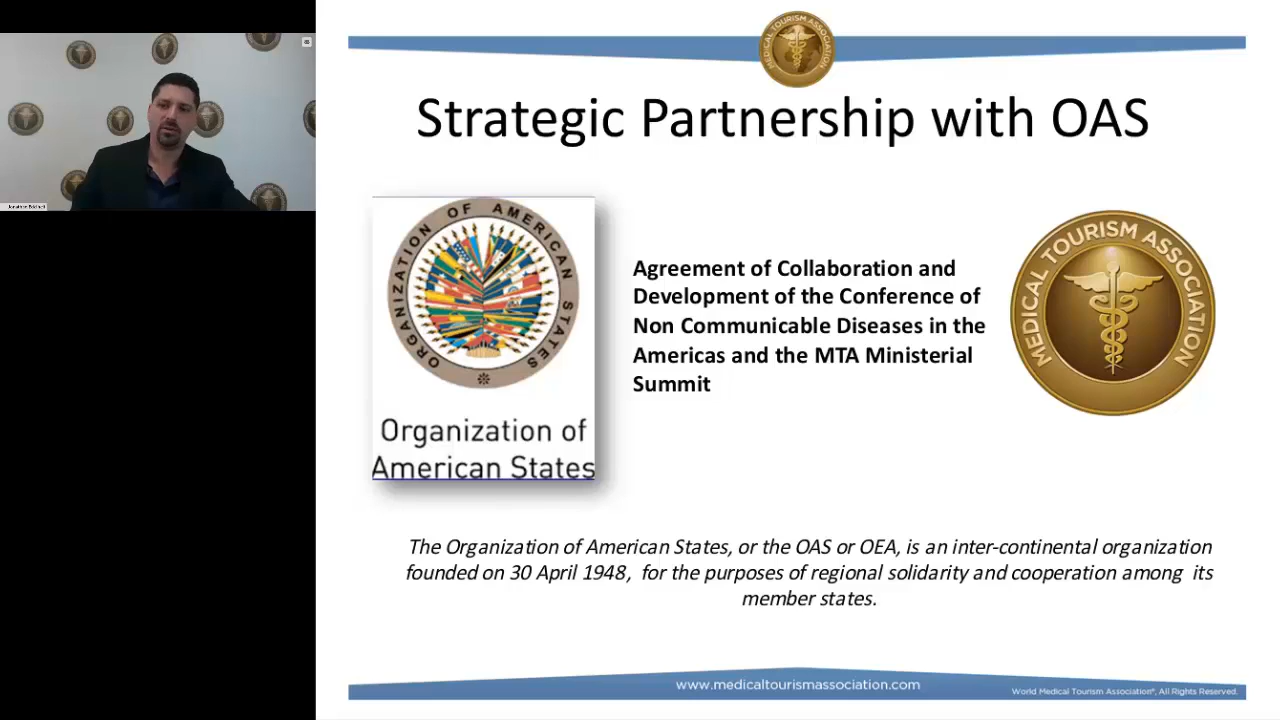 MEDICAL TOURISM ASSOCIATION
Strategic Partnership with OAS
ORGANIZATION OF AMERICAN STATES
Organization of
American States
Agreement of Collaboration and
Development of the Conference of
Non Communicable Diseases in the
Americas and the MTA Ministerial
Summit
MEDICAL TOURISM ASSOCIATION
The Organization of American States, or the OAS or OEA, is an inter-continental organization
founded on 30 April 1948, for the purposes of regional solidarity and cooperation among its
member states.
www.medicaltourismassociation.com
World Medical Tourism Association®, All Rights Reserved.
Jonathan